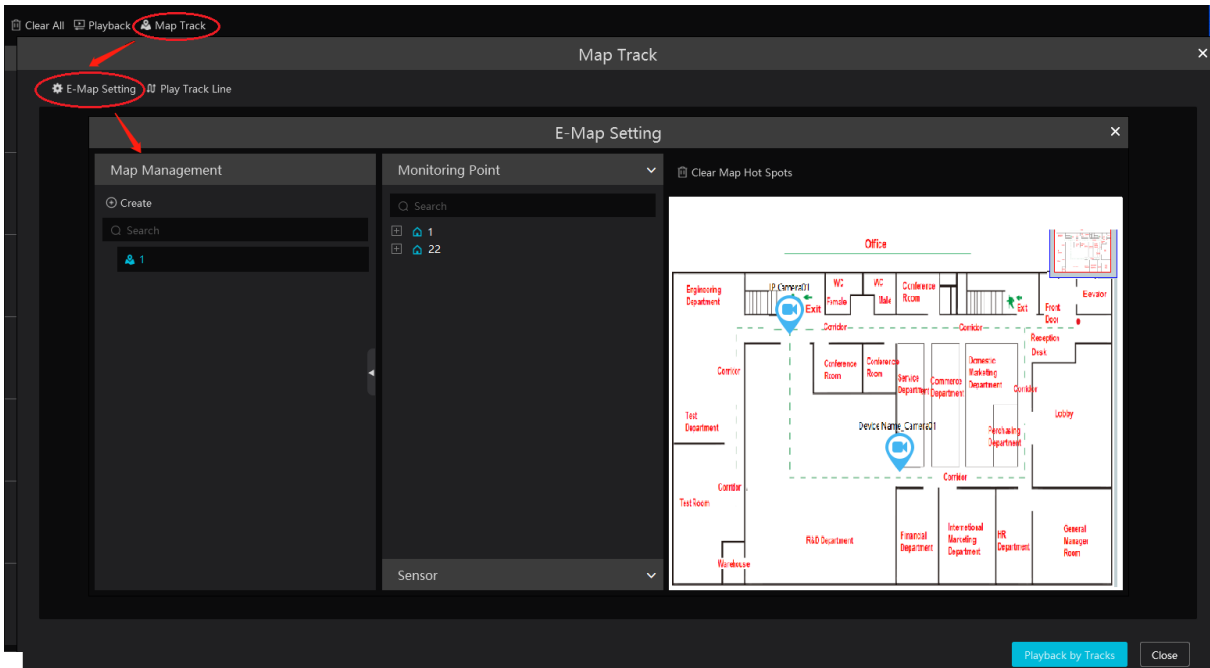 Clear All Playback Map Track
Map Track
E-Map Setting Play Track Line
E-Map Setting
Map Management
Create
Search
1
Monitoring Point
Search
1
22
Sensor
Clear Map Hot Spots
Office
Engineering
Department
IP_Camera01
Exit
WC
Female
WC
Male
Conference
Room
Exit
Front
Door
Corridor
Corridor
Reception
Desk
Corridor
Conference
Room
Conference
Room
Service
Department
Commerce
Department
Domestic
Marketing
Department
Corridor
Lobby
Test
Department
Device Name_Camera01
Department
Corridor
Corridor
Test Room
R&D Department
Financial
Department
International
Marketing
Department
HR
Department
General
Manager
Room
Warehouse
Playback by Tracks Close